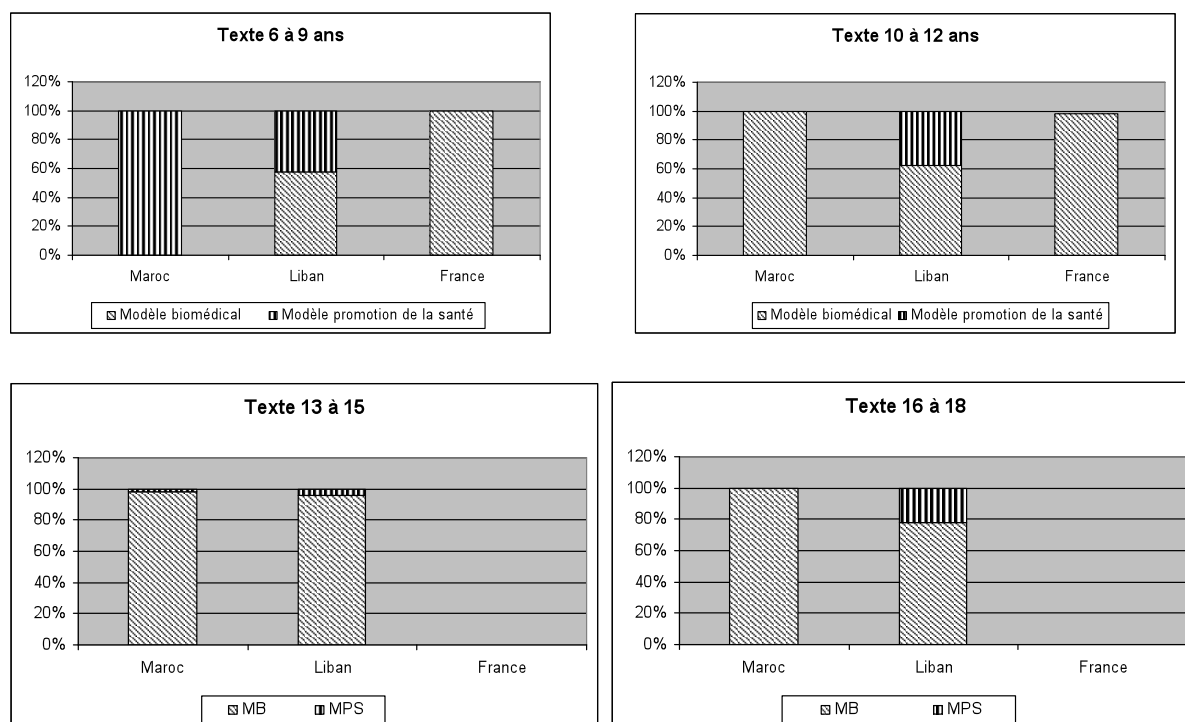 Texte 6 à 9 ans
120%
100%
80%
60%
40%
20%
0%
Maroc Liban France
Modèle biomédical Modèle promotion de la santé
Texte 10 à 12 ans
120%
100%
80%
60%
40%
20%
0%
Maroc Liban France
Modèle biomédical Modèle promotion de la santé
Texte 13 à 15
120%
100%
80%
60%
40%
20%
0%
Maroc Liban France
MB MPS
Texte 16 à 18
120%
100%
80%
60%
40%
20%
0%
Maroc Liban France
MB MPS